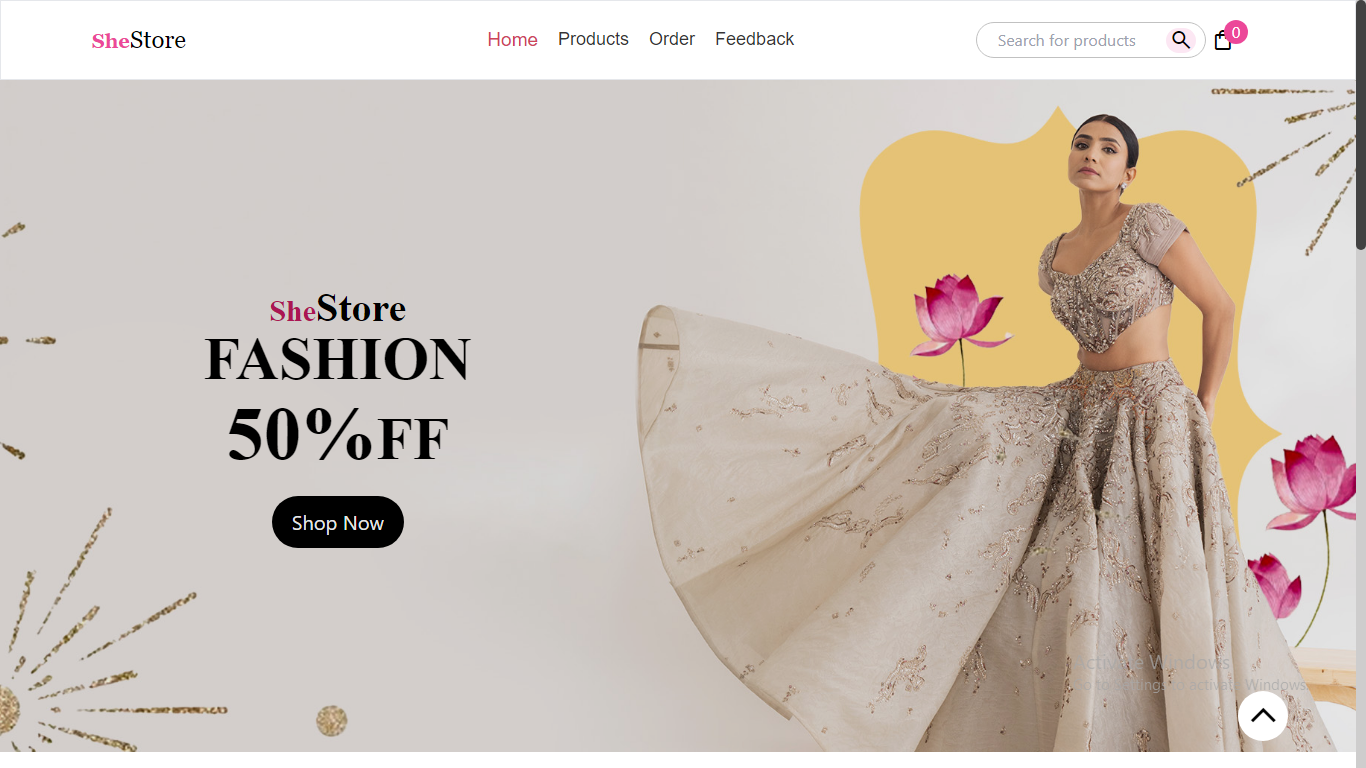 SheStore
Home Products Order Feedback
Search for products
0
SheStore
FASHION
50%FF
Shop Now
Activate Windows
Go to Settings to activate Windows.